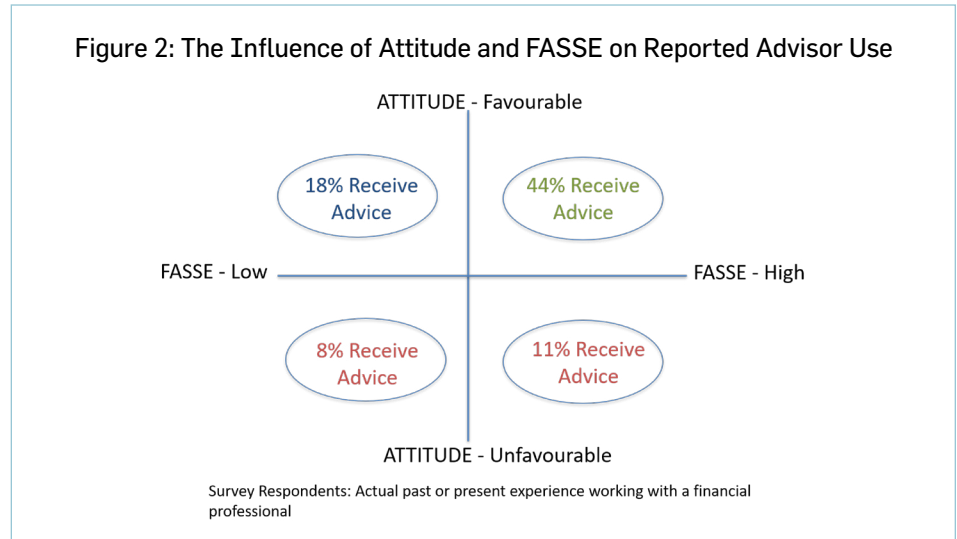 Figure 2: The Influence of Attitude and FASSE on Reported Advisor Use
ATTITUDE - Favourable
18% Receive
Advice
44% Receive
Advice
FASSE - Low
FASSE - High
8% Receive
Advice
11% Receive
Advice
ATTITUDE - Unfavourable
Survey Respondents: Actual past or present experience working with a financial
professional